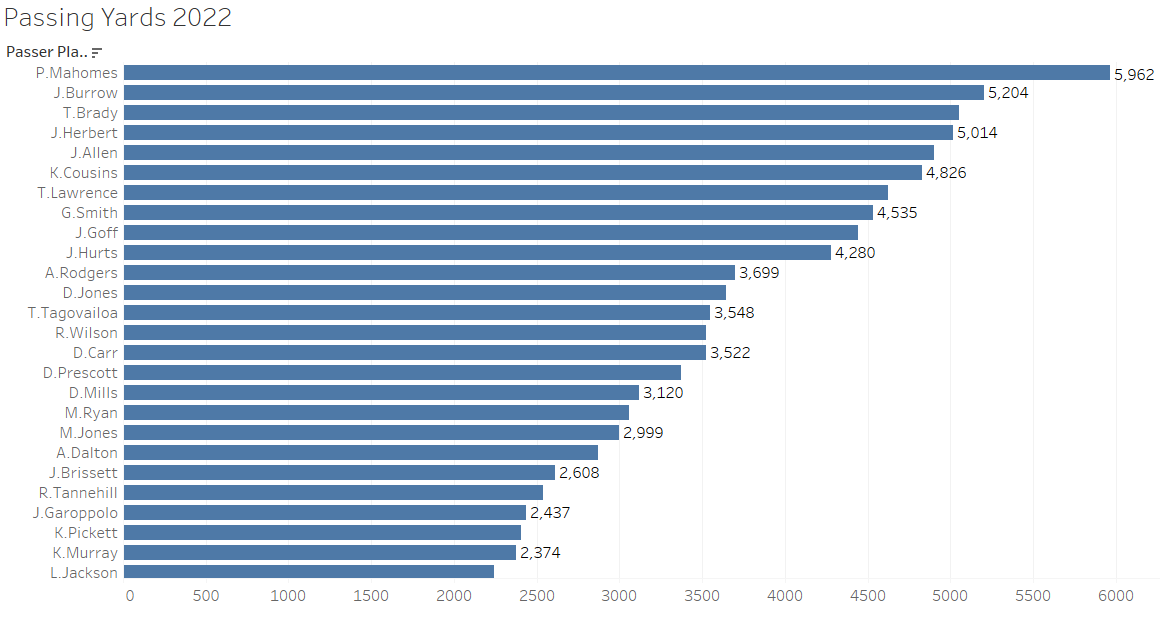 Passing Yards 2022
Passer Pla..
P.Mahomes 5,962
J.Burrow 5,204
T.Brady
J.Herbert 5,014
J.Allen
K.Cousins 4,826
T.Lawrence
G.Smith 4,535
J.Goff
J.Hurts 4,280
A.Rodgers 3,699
D.Jones
T.Tagovailoa 3,548
R.Wilson
D.Carr 3,522
D.Prescott
D.Mills 3,120
M.Ryan
M.Jones 2,999
A.Dalton
J.Brissett 2,608
R.Tannehill
J.Garoppolo 2,437
K.Pickett
K.Murray 2,374
L.Jackson
0 500 1000 1500 2000 2500 3000 3500 4000 4500 5000 5500 6000